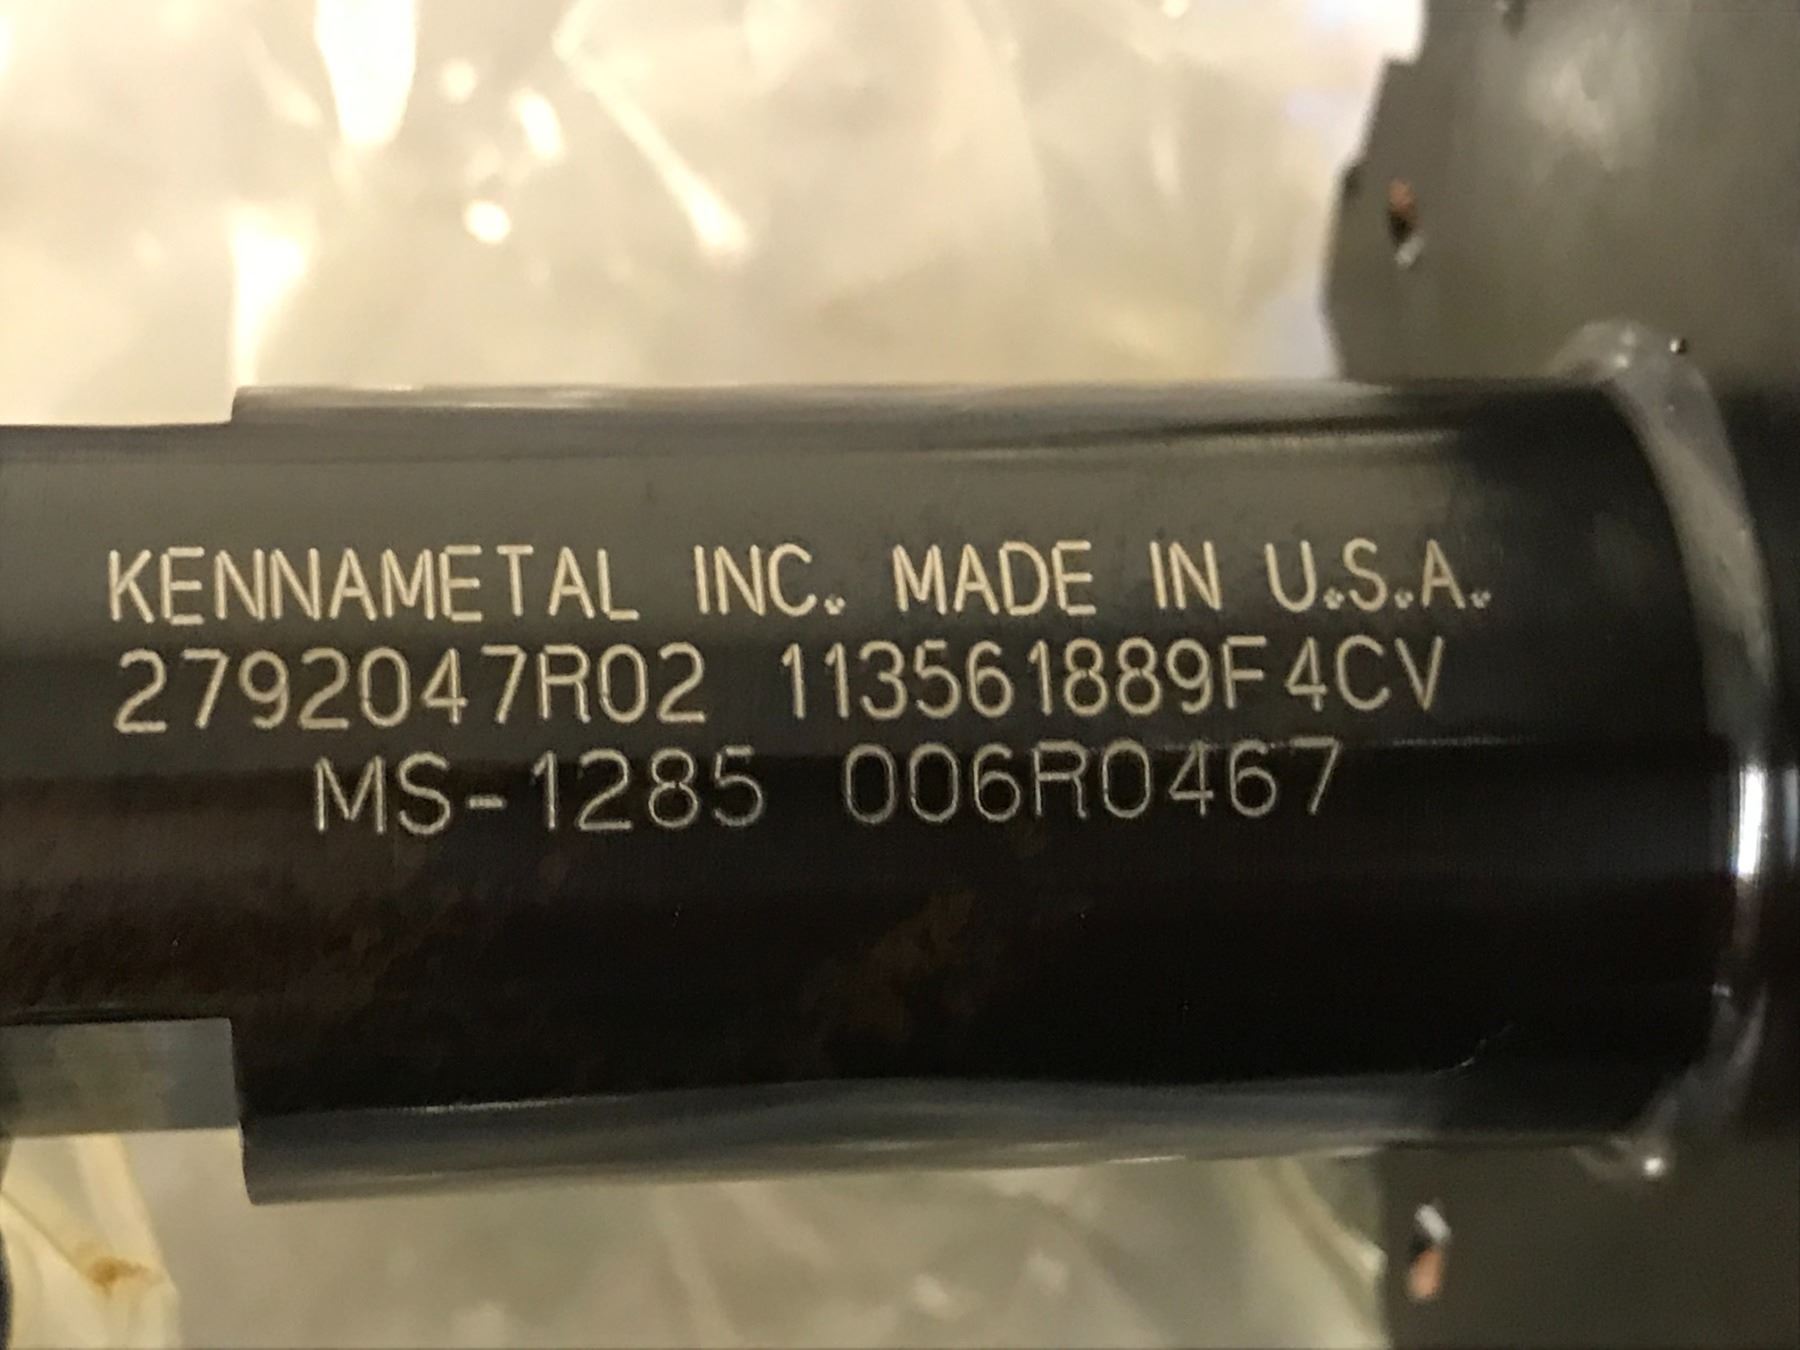 KENNAMETAL INC. MADE IN U.S.A.
2792047R02 113561889F4CV
MS-1285 006R0467